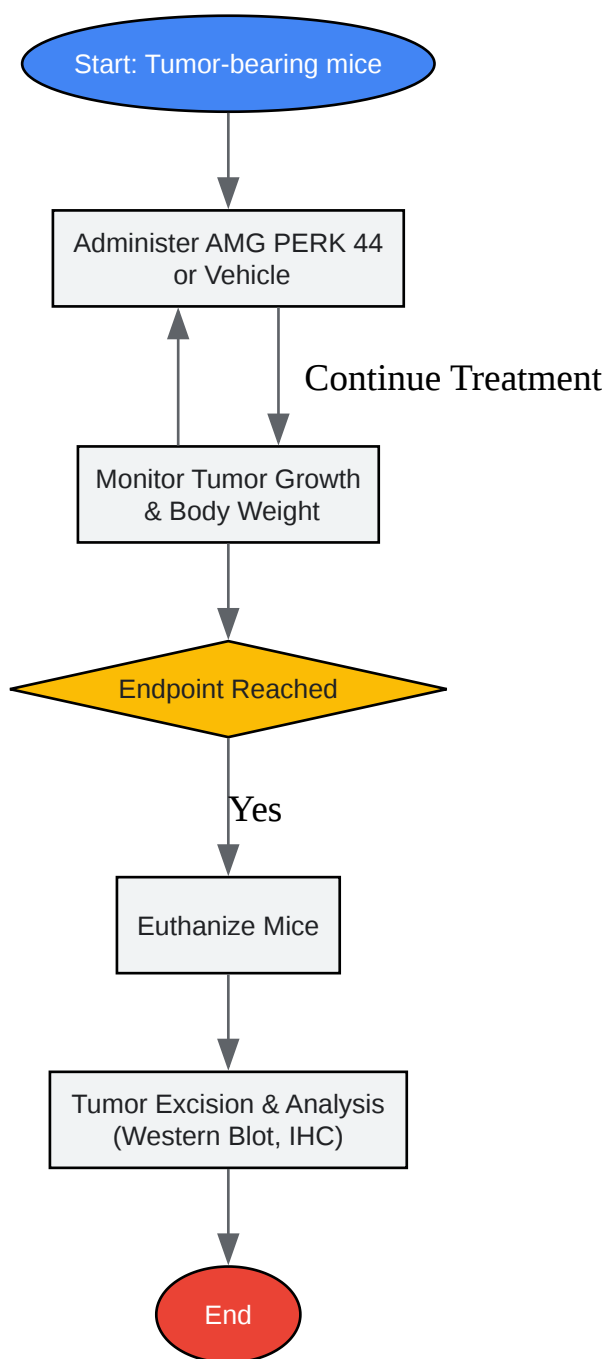 Start: Tumor-bearing mice
Administer AMG PERK 44
or Vehicle
Continue Treatment
Monitor Tumor Growth
& Body Weight
Endpoint Reached
Yes
Euthanize Mice
Tumor Excision & Analysis
(Western Blot, IHC)
End